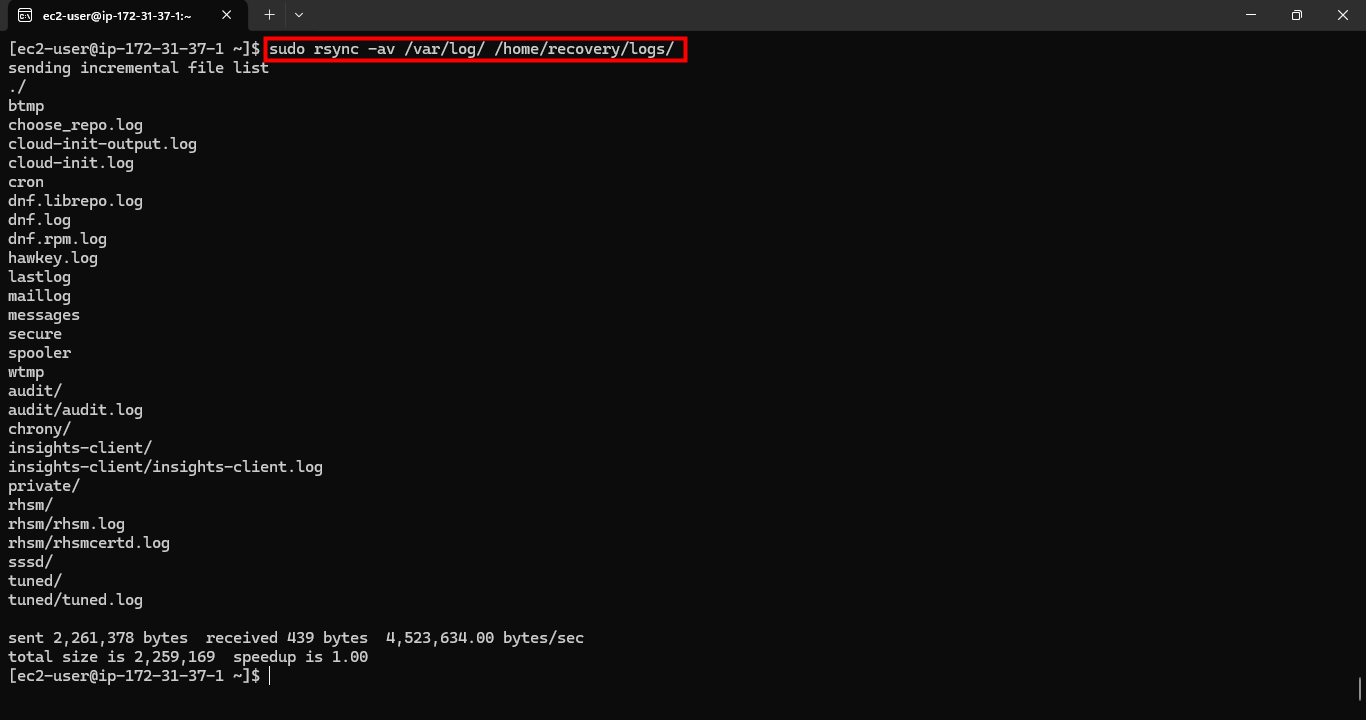 ec2-user@ip-172-31-37-1:~
[ec2-user@ip-172-31-37-1 ~]$ sudo rsync -av /var/log/ /home/recovery/logs/
sending incremental file list
./
btmp
choose_repo.log
cloud-init-output.log
cloud-init.log
cron
dnf.librepo.log
dnf.log
dnf.rpm.log
hawkey.log
lastlog
maillog
messages
secure
spooler
wtmp
audit/
audit/audit.log
chrony/
insights-client/
insights-client/insights-client.log
private/
rhsm/
rhsm/rhsm.log
rhsm/rhsmcertd.log
sssd/
tuned/
tuned/tuned.log
sent 2,261,378 bytes  received 439 bytes  4,523,634.00 bytes/sec
total size is 2,259,169  speedup is 1.00
[ec2-user@ip-172-31-37-1 ~]$